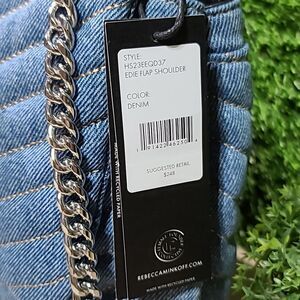 STYLE:
HS23EEQD37
EDIE FLAP SHOULDER
COLOR:
DENIM
SUGGESTED RETAIL
$348
MADE WITH RECYCLED PAPER
REBECCAMINKOFF.COM
MADE WITH RECYCLED PAPER